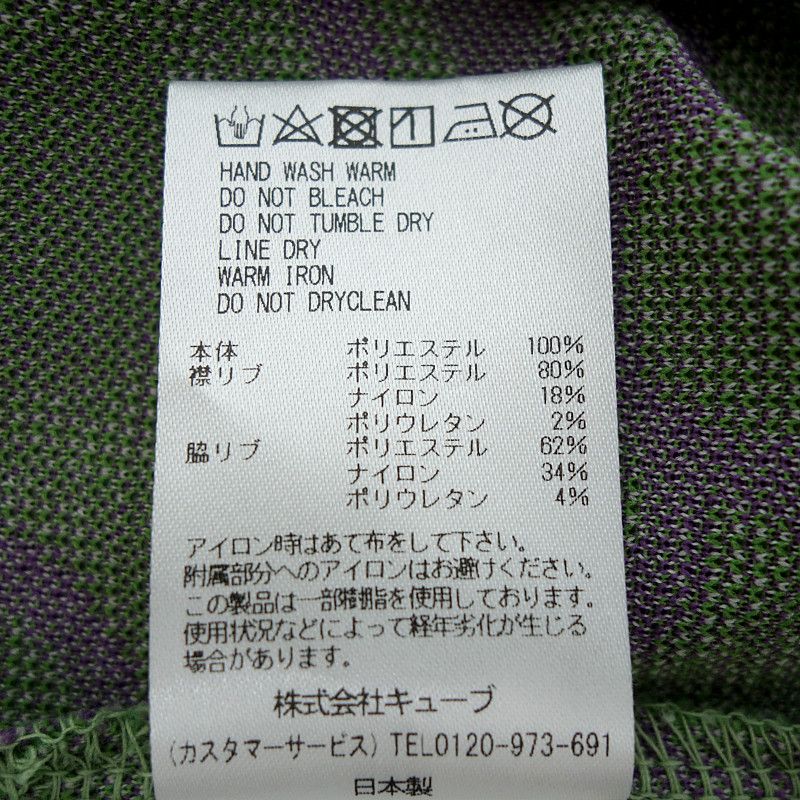 HAND WASH WARM
DO NOT BLEACH
DO NOT TUMBLE DRY
LINE DRY
WARM IRON
DO NOT DRYCLEAN
本体 ポリエステル 100%
襟リブ ポリエステル 80%
ナイロン 18%
ポリウレタン 2%
脇リブ ポリエステル 62%
ナイロン 34%
ポリウレタン 4%
アイロン時はあて布をして下さい。
附属部分へのアイロンはお避けください。
この製品は一部樹脂を使用しております。
使用状況などによって経年劣化が生じる
場合があります。
株式会社キューブ
(カスタマーサービス) TEL0120-973-691
日本製